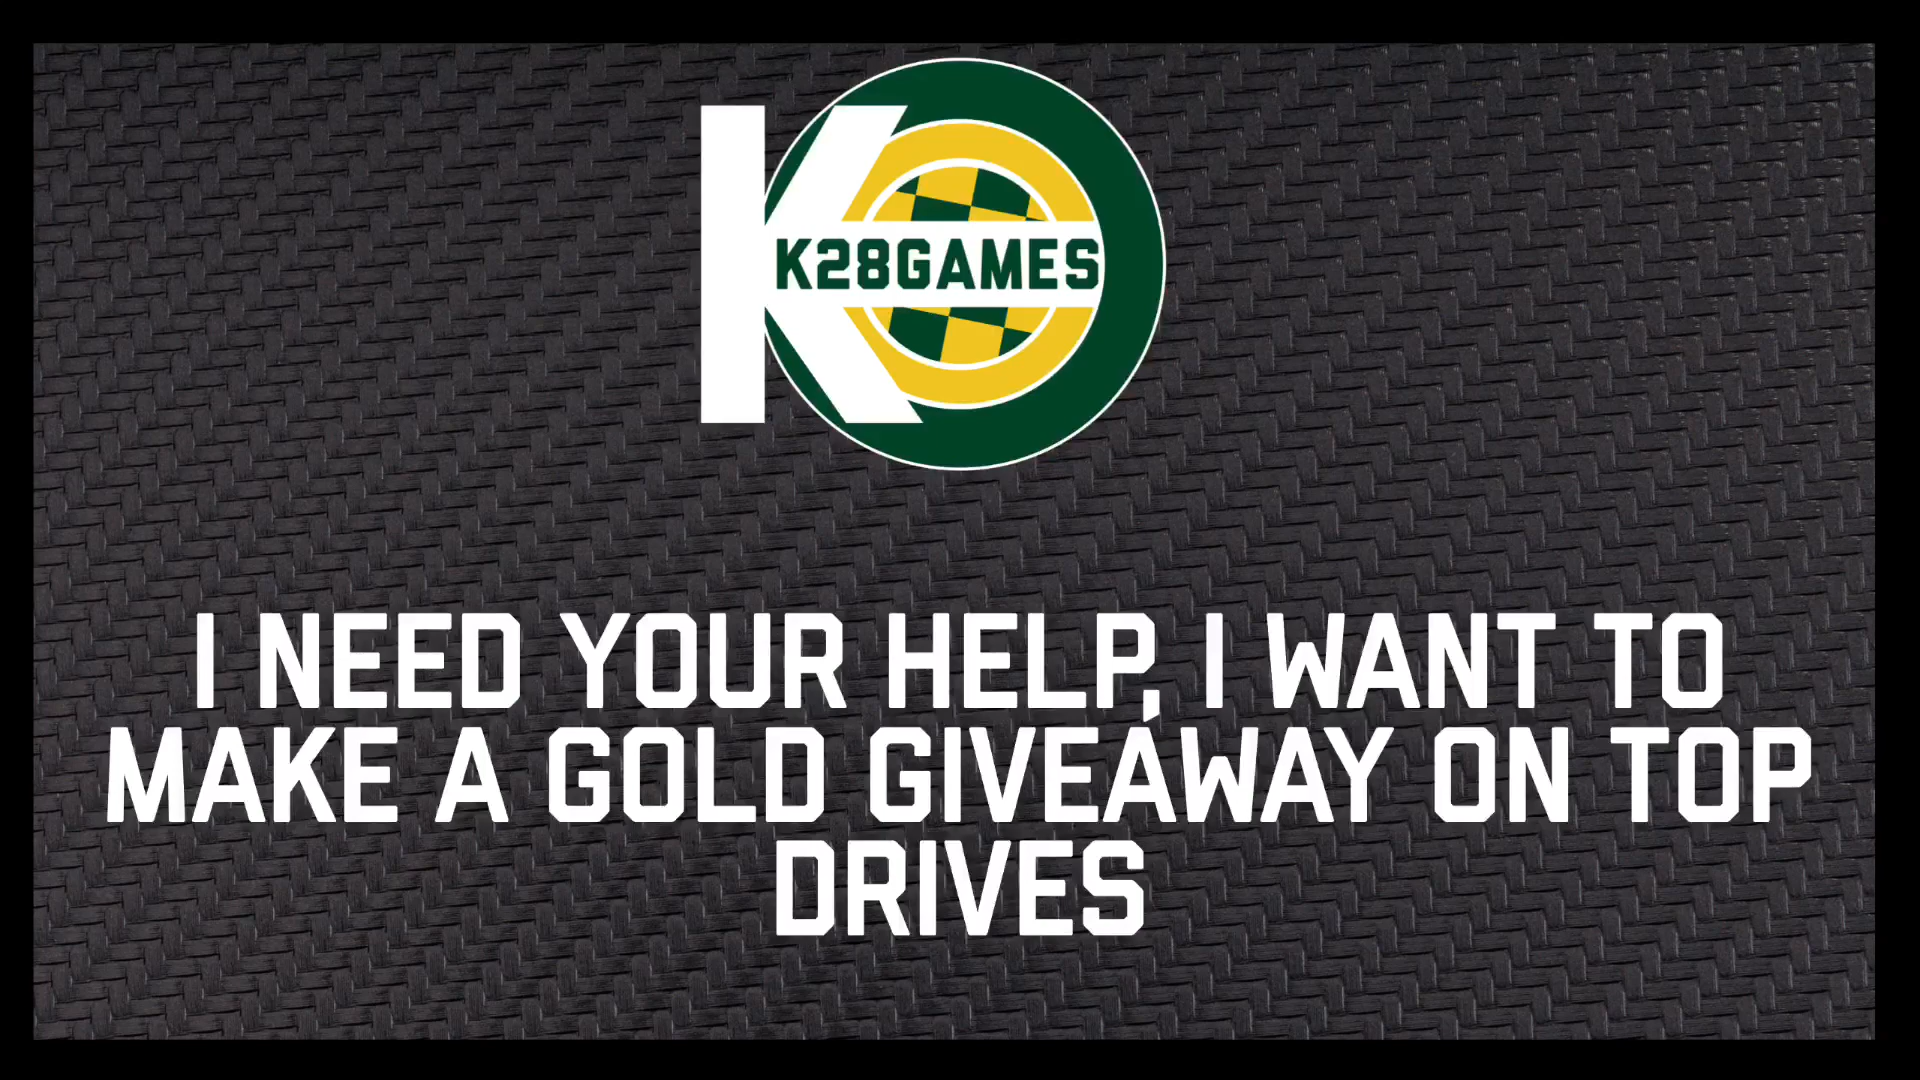 K28GAMES
I NEED YOUR HELP, I WANT TO
MAKE A GOLD GIVEAWAY ON TOP
DRIVES